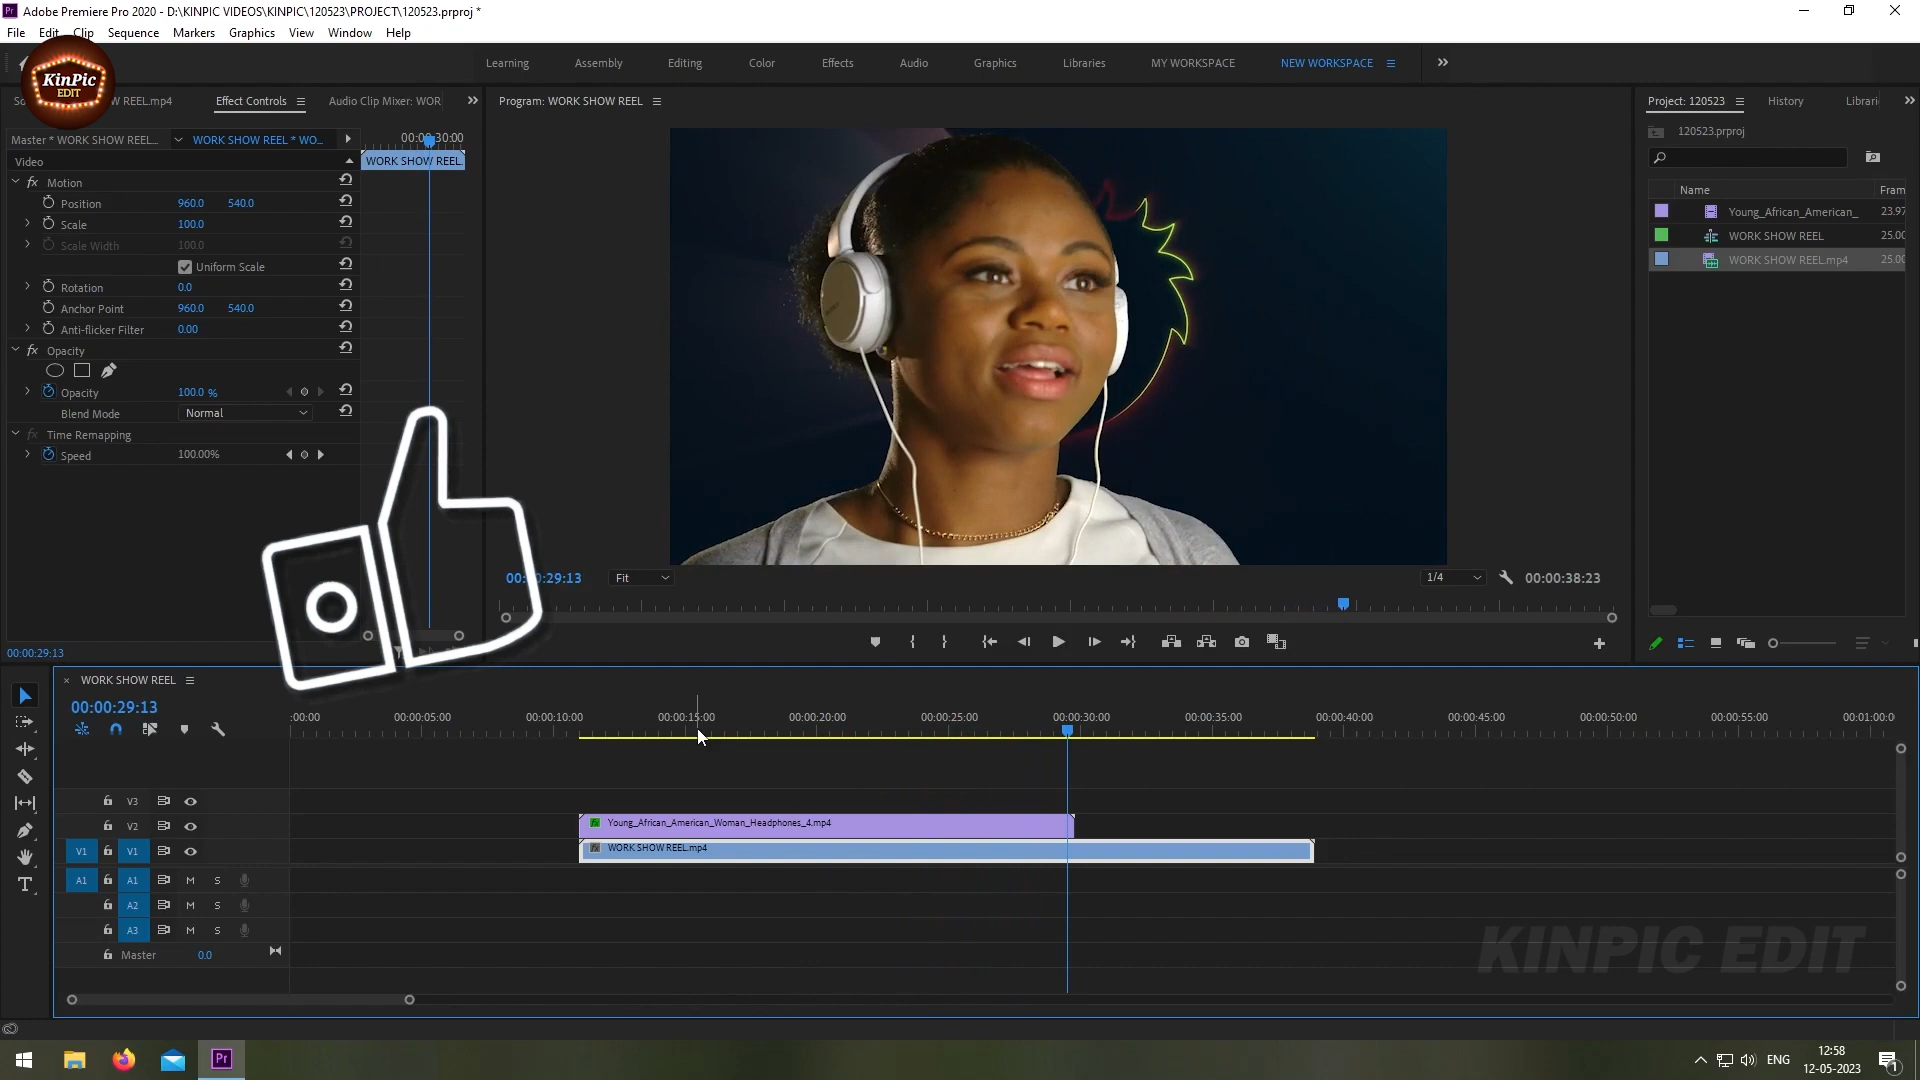 Adobe Premiere Pro 2020 - D:\KINPIC VIDEOS\KINPIC\120523\PROJECT\120523.prproj *
File Edit Clip Sequence Markers Graphics View Window Help
KinPic
EDIT
Learning Assembly Editing Color Effects Audio Graphics Libraries MY WORKSPACE NEW WORKSPACE
W REEL.mp4 Effect Controls Audio Clip Mixer: WOR
Program: WORK SHOW REEL
Project: 120523 History Librari
120523.prproj
Master * WORK SHOW REEL... WORK SHOW REEL * WO...
30:00
Video
WORK SHOW REEL.
Motion
Position 960.0 540.0
Scale 100.0
Scale Width 100.0
Uniform Scale
Rotation 0.0
Anchor Point 960.0 540.0
Anti-flicker Filter 0.00
Opacity
Opacity 100.0 %
Blend Mode Normal
Time Remapping
Speed 100.00%
00:00:29:13
Name Fram
Young_African_American_ 23.97
WORK SHOW REEL 25.00
WORK SHOW REEL.mp4 25.00
00:00:29:13 Fit 1/4 00:00:38:23
WORK SHOW REEL
00:00:29:13
:00:00 00:00:05:00 00:00:10:00 00:00:15:00 00:00:20:00 00:00:25:00 00:00:30:00 00:00:35:00 00:00:40:00 00:00:45:00 00:00:50:00 00:00:55:00 00:01:00:0
V3
V2 Young_African_American_Woman_Headphones_4.mp4
V1 V1 WORK SHOW REEL.mp4
A1 A1 M S
A2 M S
A3 M S
Master 0.0
KINPIC EDIT
Pr
ENG
12:58
12-05-2023
1